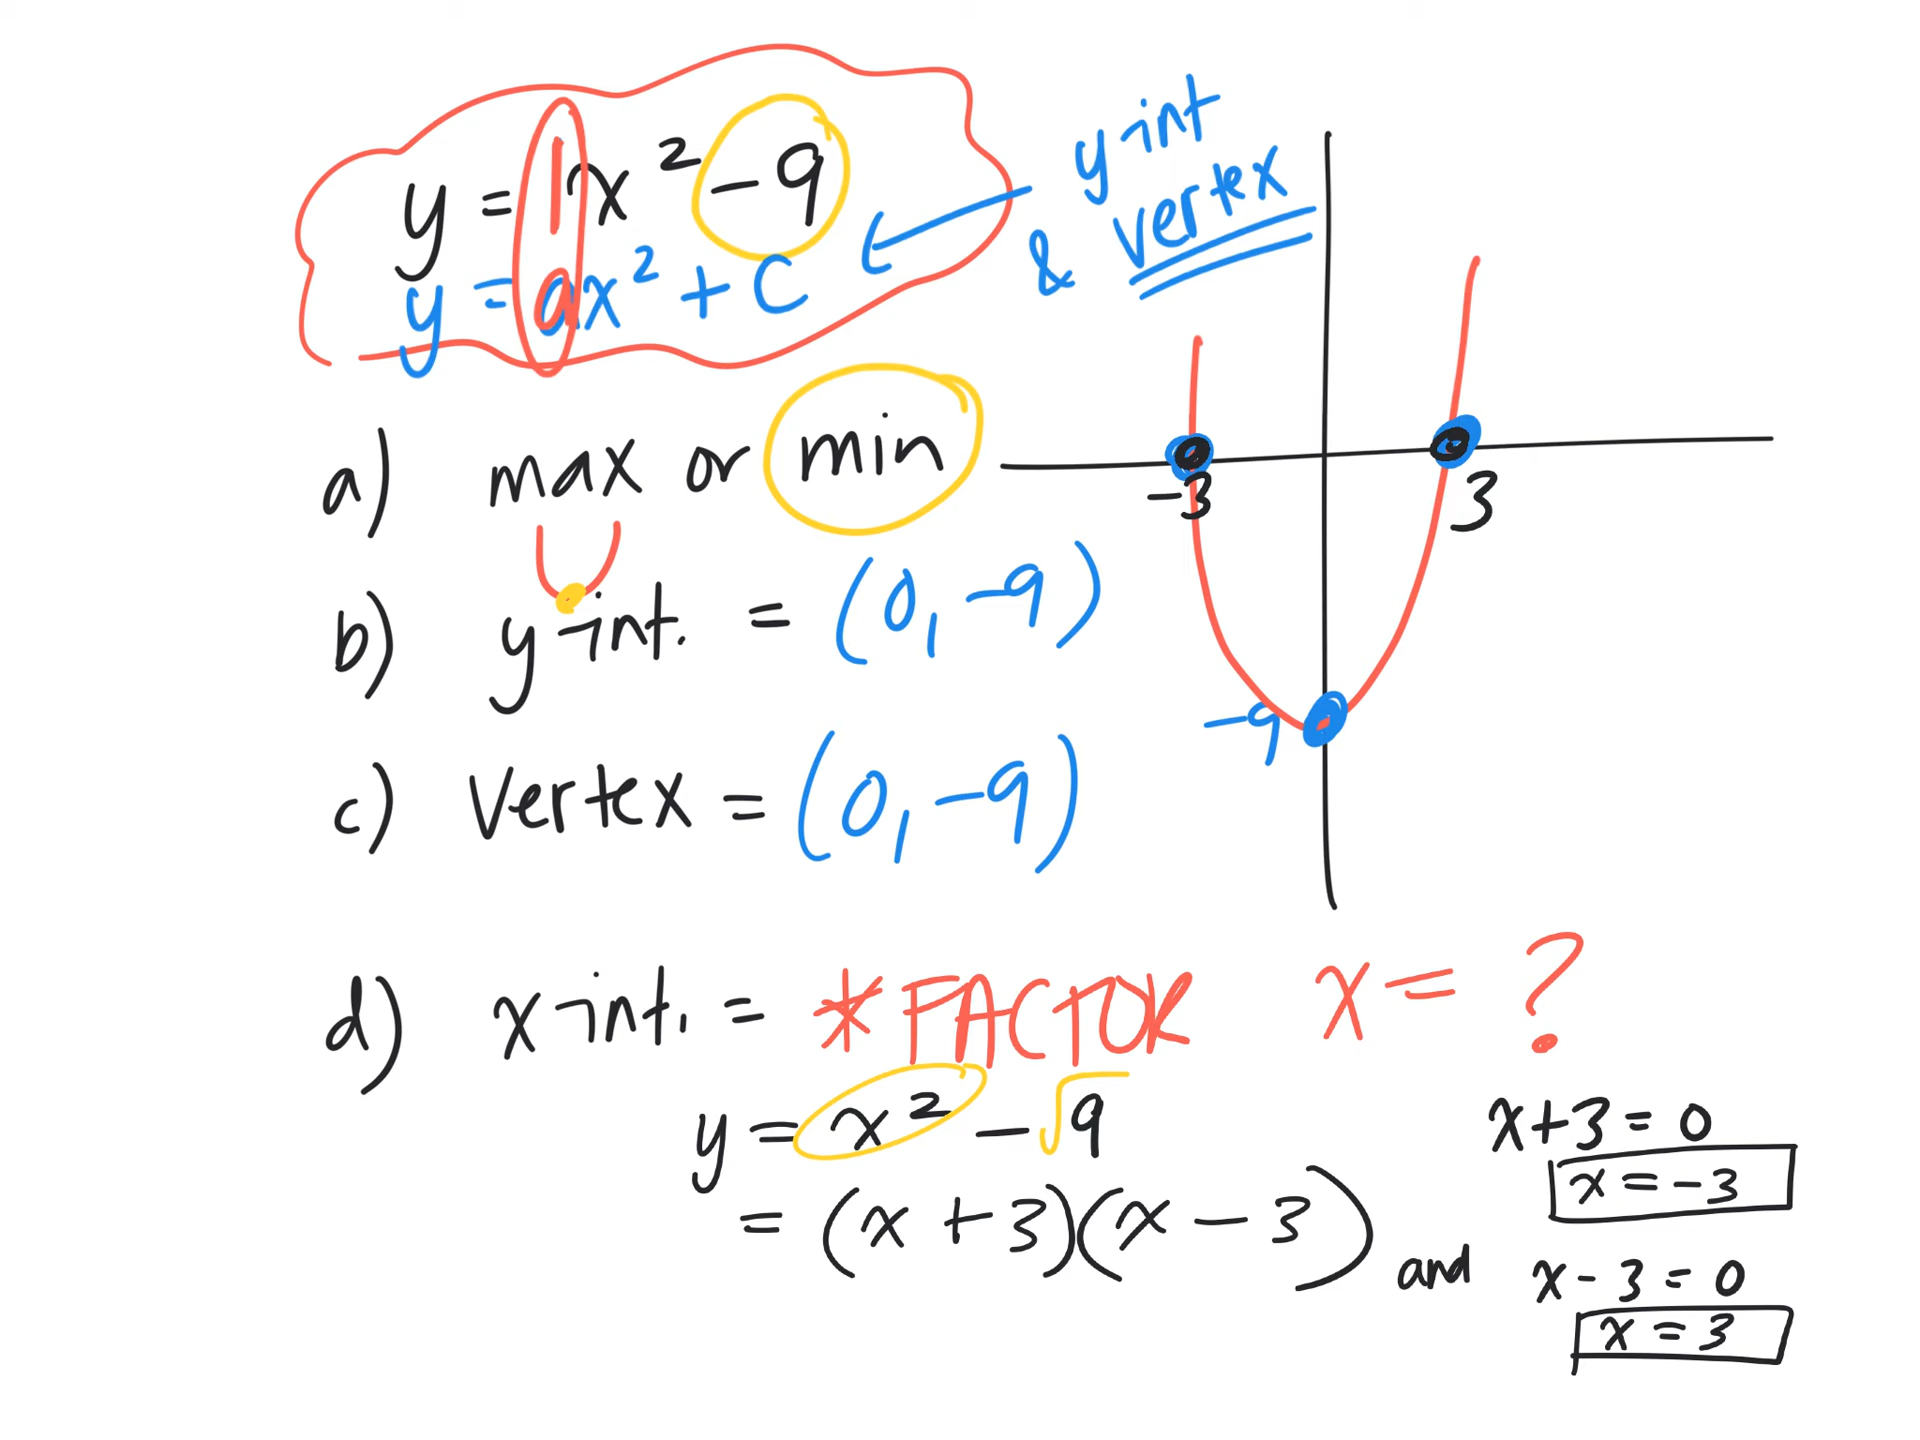 y = 1x² - 9
y = ax² + c
y int
& vertex
a) max or min
b) y-int. = (0, -9)
c) Vertex = (0, -9)
-3
3
-9
d) x-int. = *FACTOR x = ?
y = x² - √9
= (x + 3)(x - 3)
x + 3 = 0
x = -3
and x - 3 = 0
x = 3